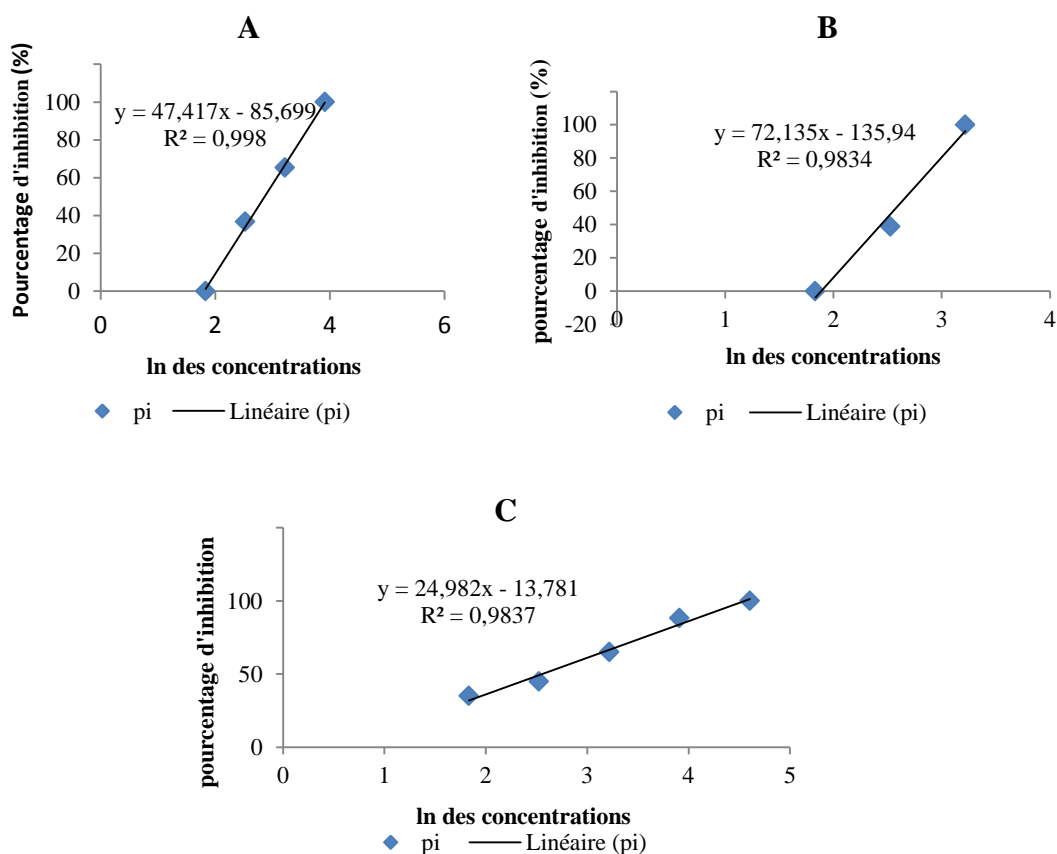 A
Pourcentage d'inhibition (%)
100
80
60
40
20
0
y = 47,417x - 85,699
R² = 0,998
0 2 4 6
ln des concentrations
pi Linéaire (pi)
B
pourcentage d'inhibition (%)
100
80
60
40
20
0
-20
y = 72,135x - 135,94
R² = 0,9834
0 1 2 3 4
ln des concentrations
pi Linéaire (pi)
C
pourcentage d'inhibition
100
50
0
y = 24,982x - 13,781
R² = 0,9837
0 1 2 3 4 5
ln des concentrations
pi Linéaire (pi)